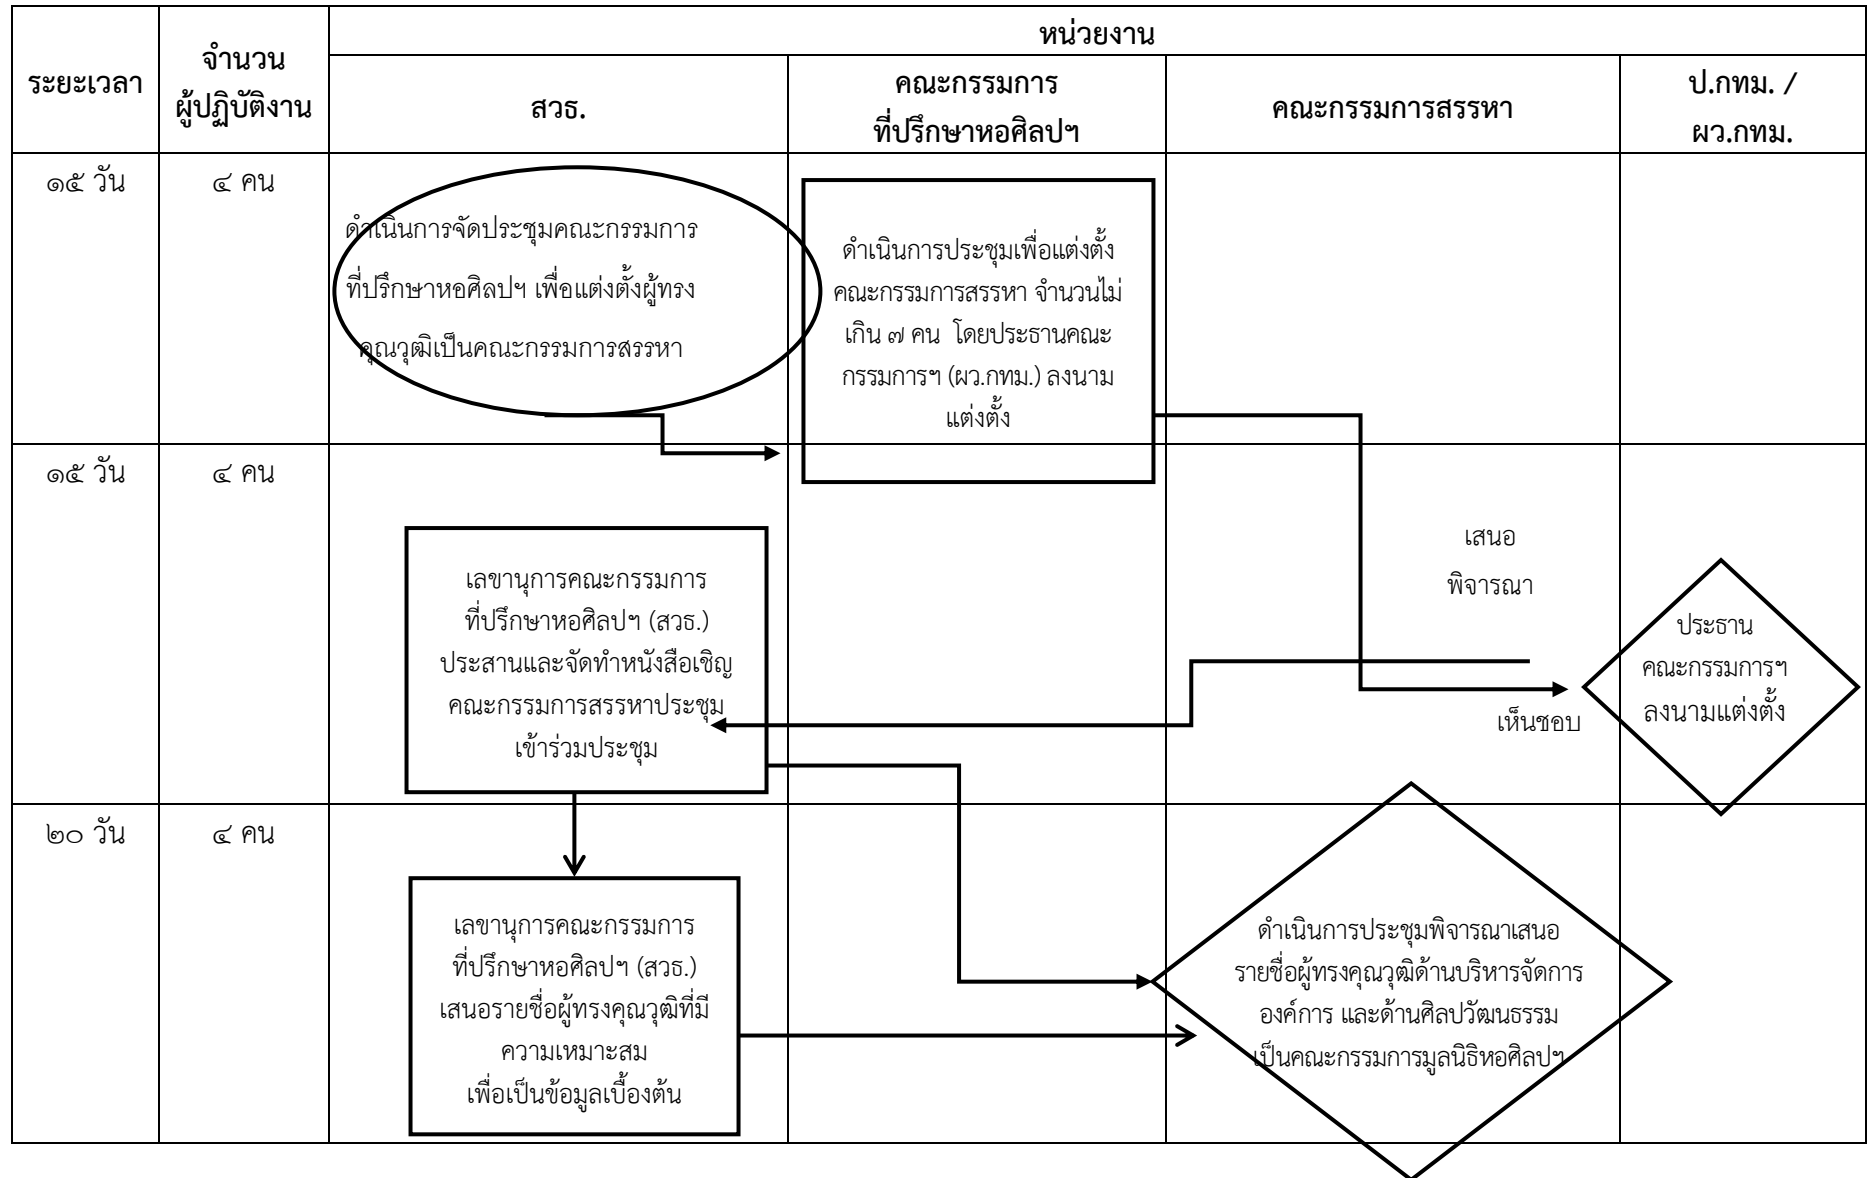 ระยะเวลา
จำนวน
ผู้ปฏิบัติงาน
หน่วยงาน
สวธ.
คณะกรรมการ
ที่ปรึกษาหอศิลปฯ
คณะกรรมการสรรหา
ป.กทม. /
ผว.กทม.
๑๕ วัน
๔ คน
ดำเนินการจัดประชุมคณะกรรมการ
ที่ปรึกษาหอศิลปฯ เพื่อแต่งตั้งผู้ทรง
คุณวุฒิเป็นคณะกรรมการสรรหา
ดำเนินการประชุมเพื่อแต่งตั้ง
คณะกรรมการสรรหา จำนวนไม่
เกิน ๗ คน โดยประธานคณะ
กรรมการฯ (ผว.กทม.) ลงนาม
แต่งตั้ง
๑๕ วัน
๔ คน
เลขานุการคณะกรรมการ
ที่ปรึกษาหอศิลปฯ (สวธ.)
ประสานและจัดทำหนังสือเชิญ
คณะกรรมการสรรหาประชุม
เข้าร่วมประชุม
เสนอ
พิจารณา
เห็นชอบ
ประธาน
คณะกรรมการฯ
ลงนามแต่งตั้ง
๒๐ วัน
๔ คน
เลขานุการคณะกรรมการ
ที่ปรึกษาหอศิลปฯ (สวธ.)
เสนอรายชื่อผู้ทรงคุณวุฒิที่มี
ความเหมาะสม
เพื่อเป็นข้อมูลเบื้องต้น
ดำเนินการประชุมพิจารณาเสนอ
รายชื่อผู้ทรงคุณวุฒิด้านบริหารจัดการ
องค์การ และด้านศิลปวัฒนธรรม
เป็นคณะกรรมการมูลนิธิหอศิลปฯ